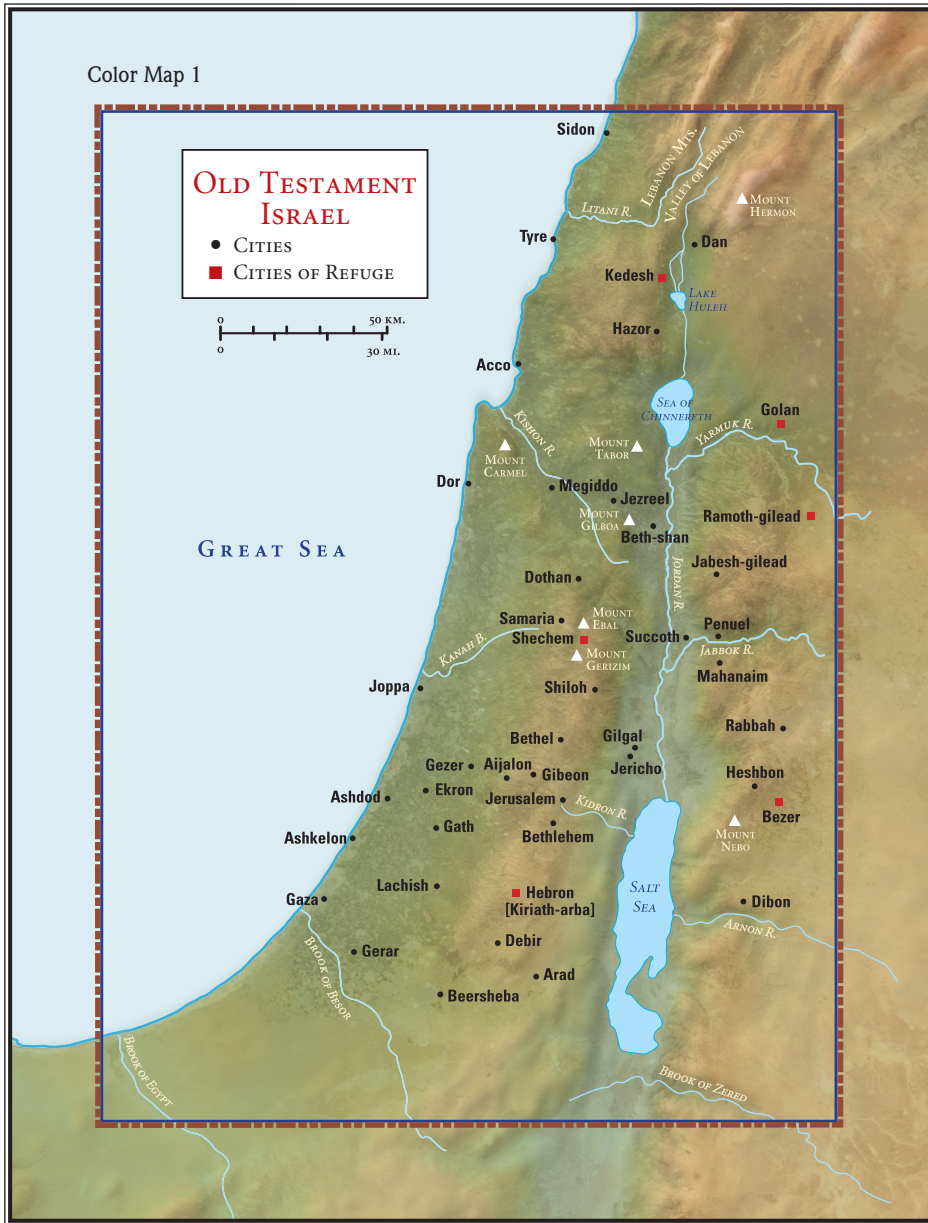 Color Map 1
Sidon
LEBANON MTS.
VALLEY OF LEBANON
OLD TESTAMENT
ISRAEL
CITIES
CITIES OF REFUGE
0 50 KM.
0 30 MI.
MOUNT
HERMON
LITANI R.
Tyre
Dan
Kedesh
LAKE
HULEH
Hazor
Acco
SEA OF
CHINNERETH
Golan
KISHON R.
YARMUK R.
MOUNT
TABOR
MOUNT
CARMEL
Dor
Megiddo
Jezreel
MOUNT
GILBOA
Ramoth-gilead
Beth-shan
GREAT SEA
JORDAN R.
Jabesh-gilead
Dothan
Samaria
MOUNT
EBAL
Shechem
Succoth
Penuel
KANAH B.
MOUNT
GERIZIM
JABBOK R.
Mahanaim
Joppa
Shiloh
Rabbah
Bethel
Gilgal
Gezer
Aijalon
Gibeon
Jericho
Heshbon
Ekron
Ashdod
Jerusalem
KIDRON R.
Bezer
Gath
Bethlehem
MOUNT
NEBO
Ashkelon
Lachish
Hebron
[Kiriath-arba]
SALT
SEA
Gaza
Dibon
ARNON R.
BROOK OF BESOR
Gerar
Debir
Arad
Beersheba
BROOK OF EGYPT
BROOK OF ZERED